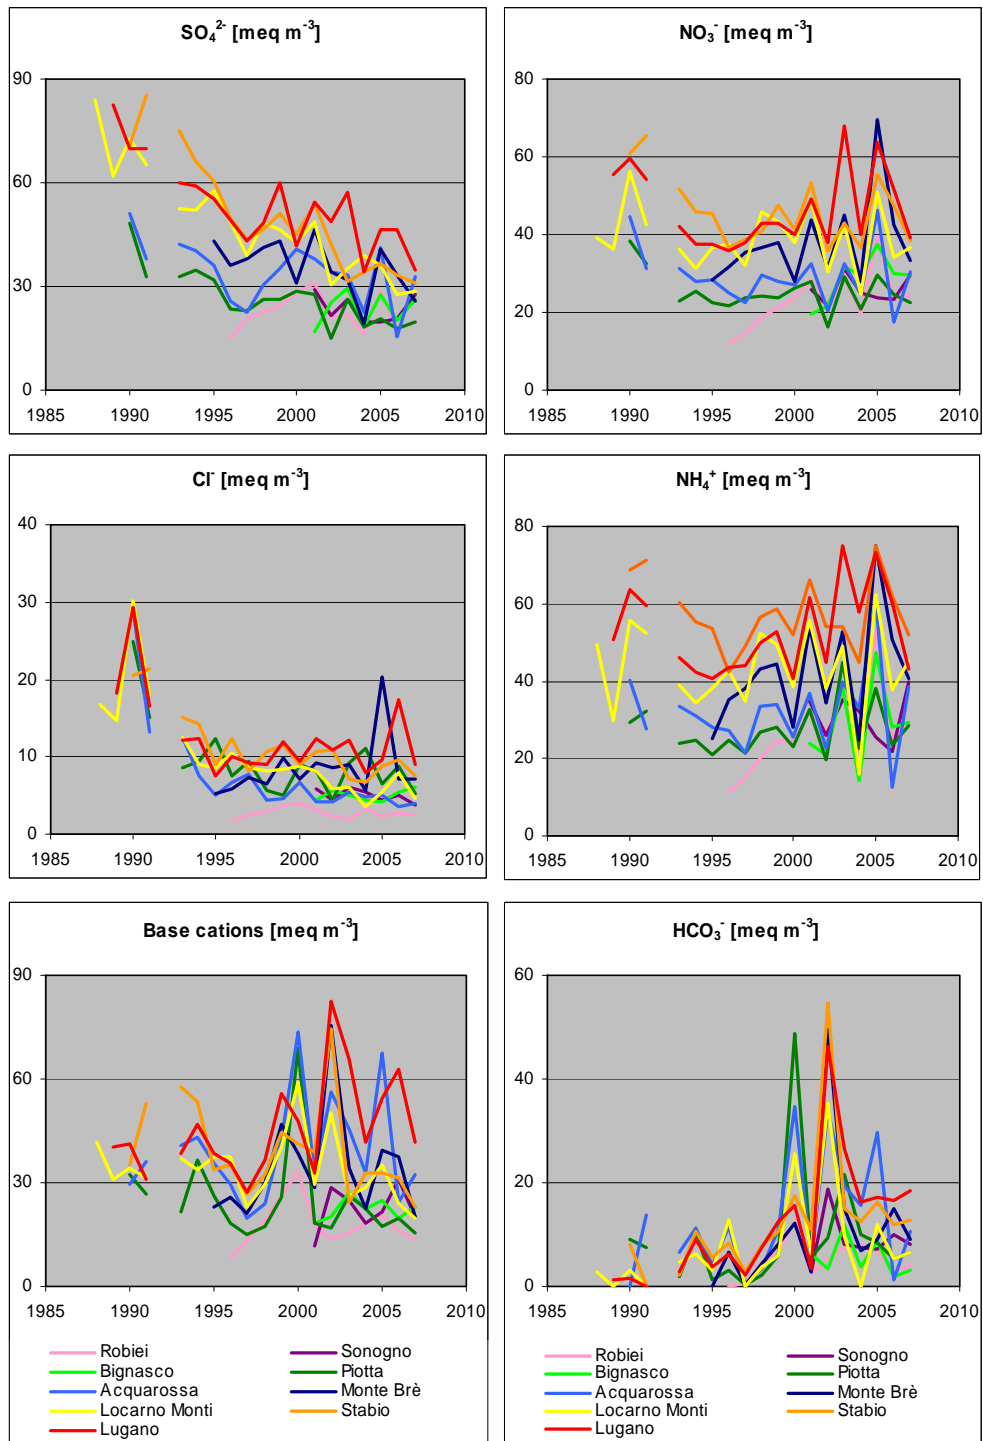 SO₄²⁻ [meq m⁻³]
90
60
30
0
1985 1990 1995 2000 2005 2010
NO₃⁻ [meq m⁻³]
80
60
40
20
0
1985 1990 1995 2000 2005 2010
Cl⁻ [meq m⁻³]
40
30
20
10
0
1985 1990 1995 2000 2005 2010
NH₄⁺ [meq m⁻³]
80
60
40
20
0
1985 1990 1995 2000 2005 2010
Base cations [meq m⁻³]
90
60
30
0
1985 1990 1995 2000 2005 2010
Robiei Sonogno
Bignasco Piotta
Acquarossa Monte Brè
Locarno Monti Stabio
Lugano
HCO₃⁻ [meq m⁻³]
60
40
20
0
1985 1990 1995 2000 2005 2010
Robiei Sonogno
Bignasco Piotta
Acquarossa Monte Brè
Locarno Monti Stabio
Lugano